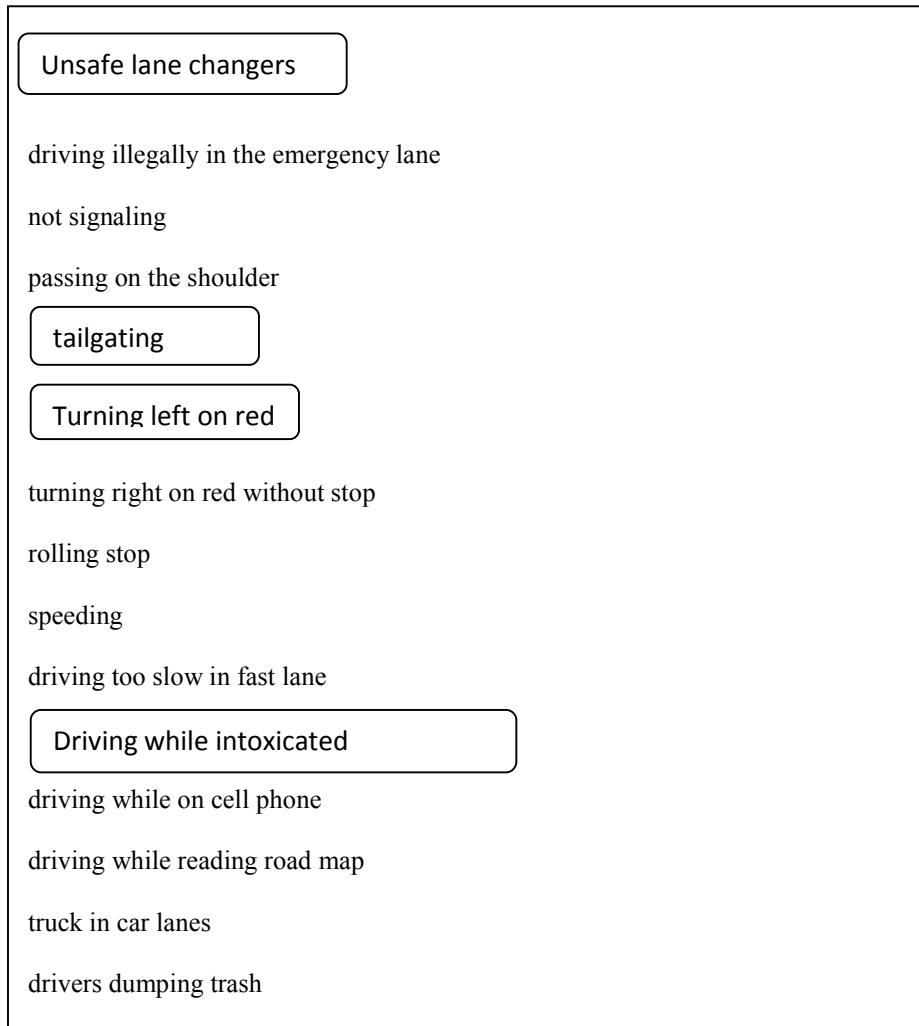 Unsafe lane changers
driving illegally in the emergency lane
not signaling
passing on the shoulder
tailgating
Turning left on red
turning right on red without stop
rolling stop
speeding
driving too slow in fast lane
Driving while intoxicated
driving while on cell phone
driving while reading road map
truck in car lanes
drivers dumping trash